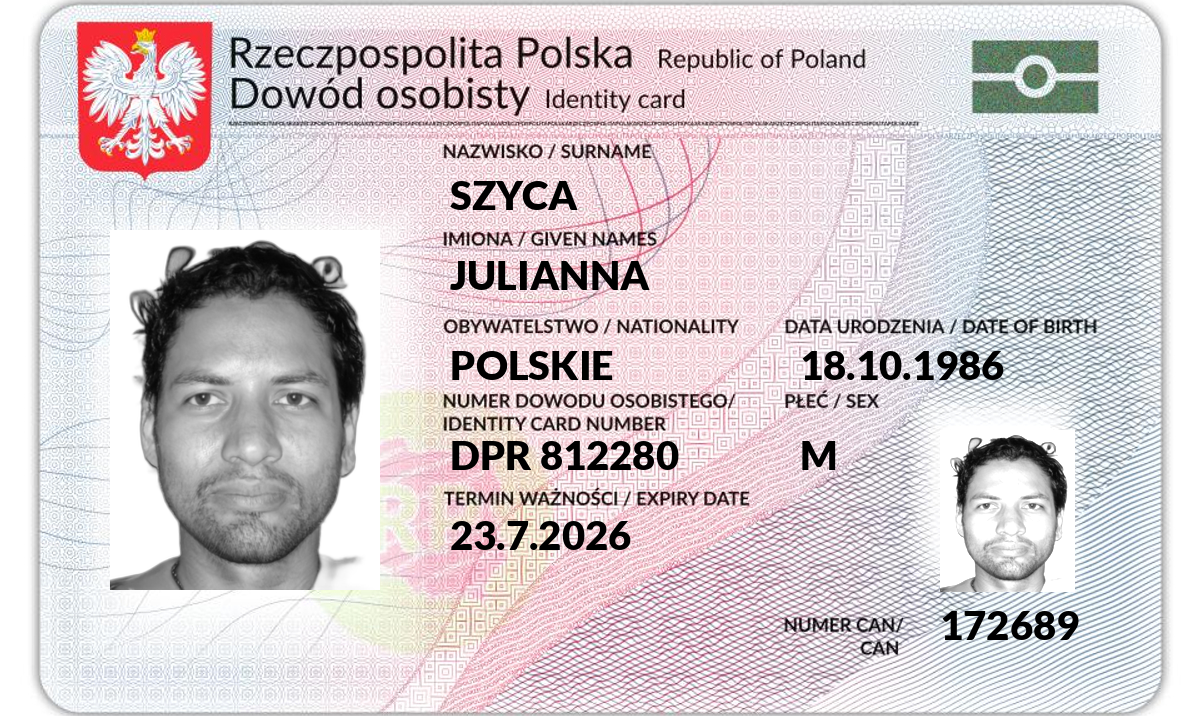 Rzeczpospolita Polska Republic of Poland
Dowód osobisty Identity card
NAZWISKO / SURNAME
SZYCA
IMIONA / GIVEN NAMES
JULIANNA
OBYWATELSTWO / NATIONALITY DATA URODZENIA / DATE OF BIRTH
POLSKIE 18.10.1986
NUMER DOWODU OSOBISTEGO/ PŁEĆ / SEX
IDENTITY CARD NUMBER
DPR 812280 M
TERMIN WAŻNOŚCI / EXPIRY DATE
23.7.2026
NUMER CAN/ 172689
CAN